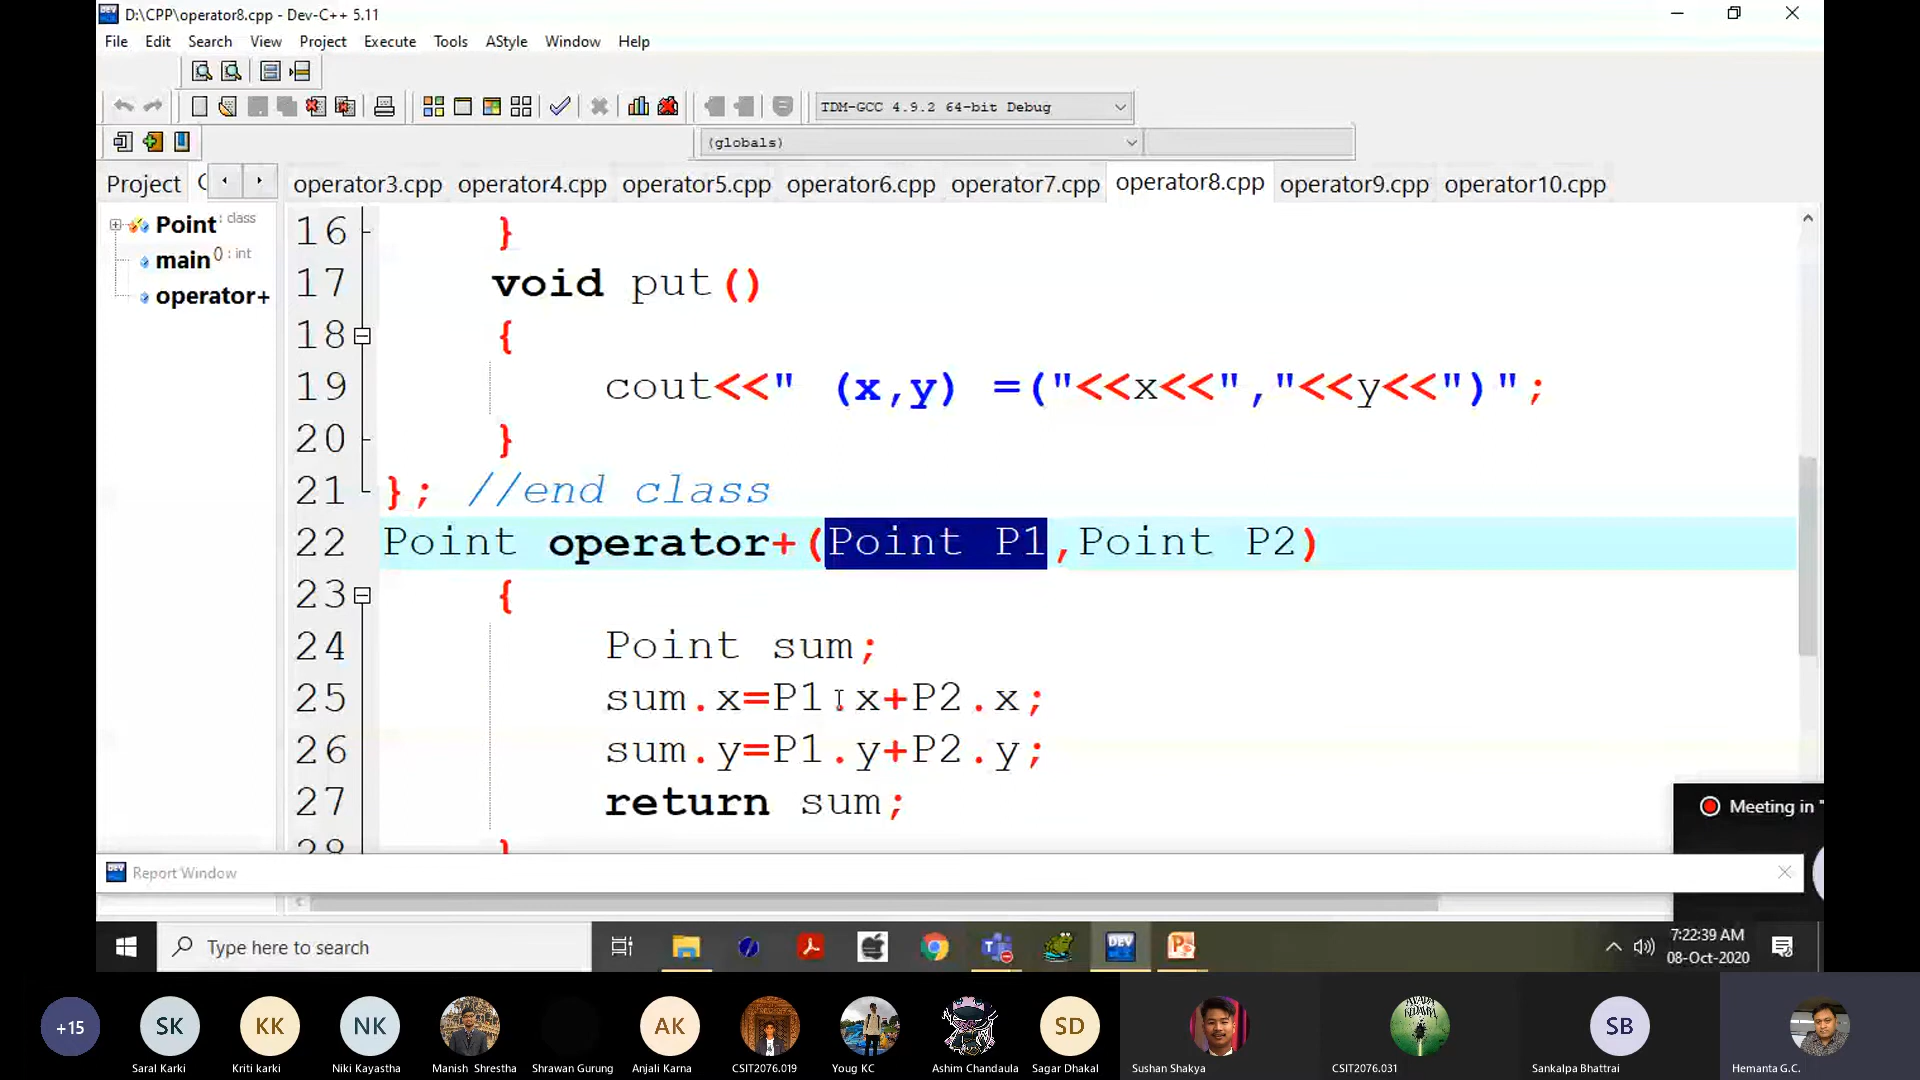 D:\CPP\operator8.cpp - Dev-C++ 5.11
File Edit Search View Project Execute Tools AStyle Window Help
TDM-GCC 4.9.2 64-bit Debug
(globals)
Project operator3.cpp operator4.cpp operator5.cpp operator6.cpp operator7.cpp operator8.cpp operator9.cpp operator10.cpp
Point : class
main () : int
operator+
16 }
17 void put()
18 {
19 cout<<" (x,y) =("<<x<<","<<y<<")";
20 }
21 }; //end class
22 Point operator+(Point P1,Point P2)
23 {
24 Point sum;
25 sum.x=P1.x+P2.x;
26 sum.y=P1.y+P2.y;
27 return sum;
28 }
Meeting in "
Report Window
Type here to search
DEV
7:22:39 AM
08-Oct-2020
+15 SK KK NK AK SD SB
Saral Karki Kriti karki Niki Kayastha Manish Shrestha Shrawan Gurung Anjali Karna CSIT2076.019 Youg KC Ashim Chandaula Sagar Dhakal Sushan Shakya CSIT2076.031 Sankalpa Bhattrai Hemanta G.C.